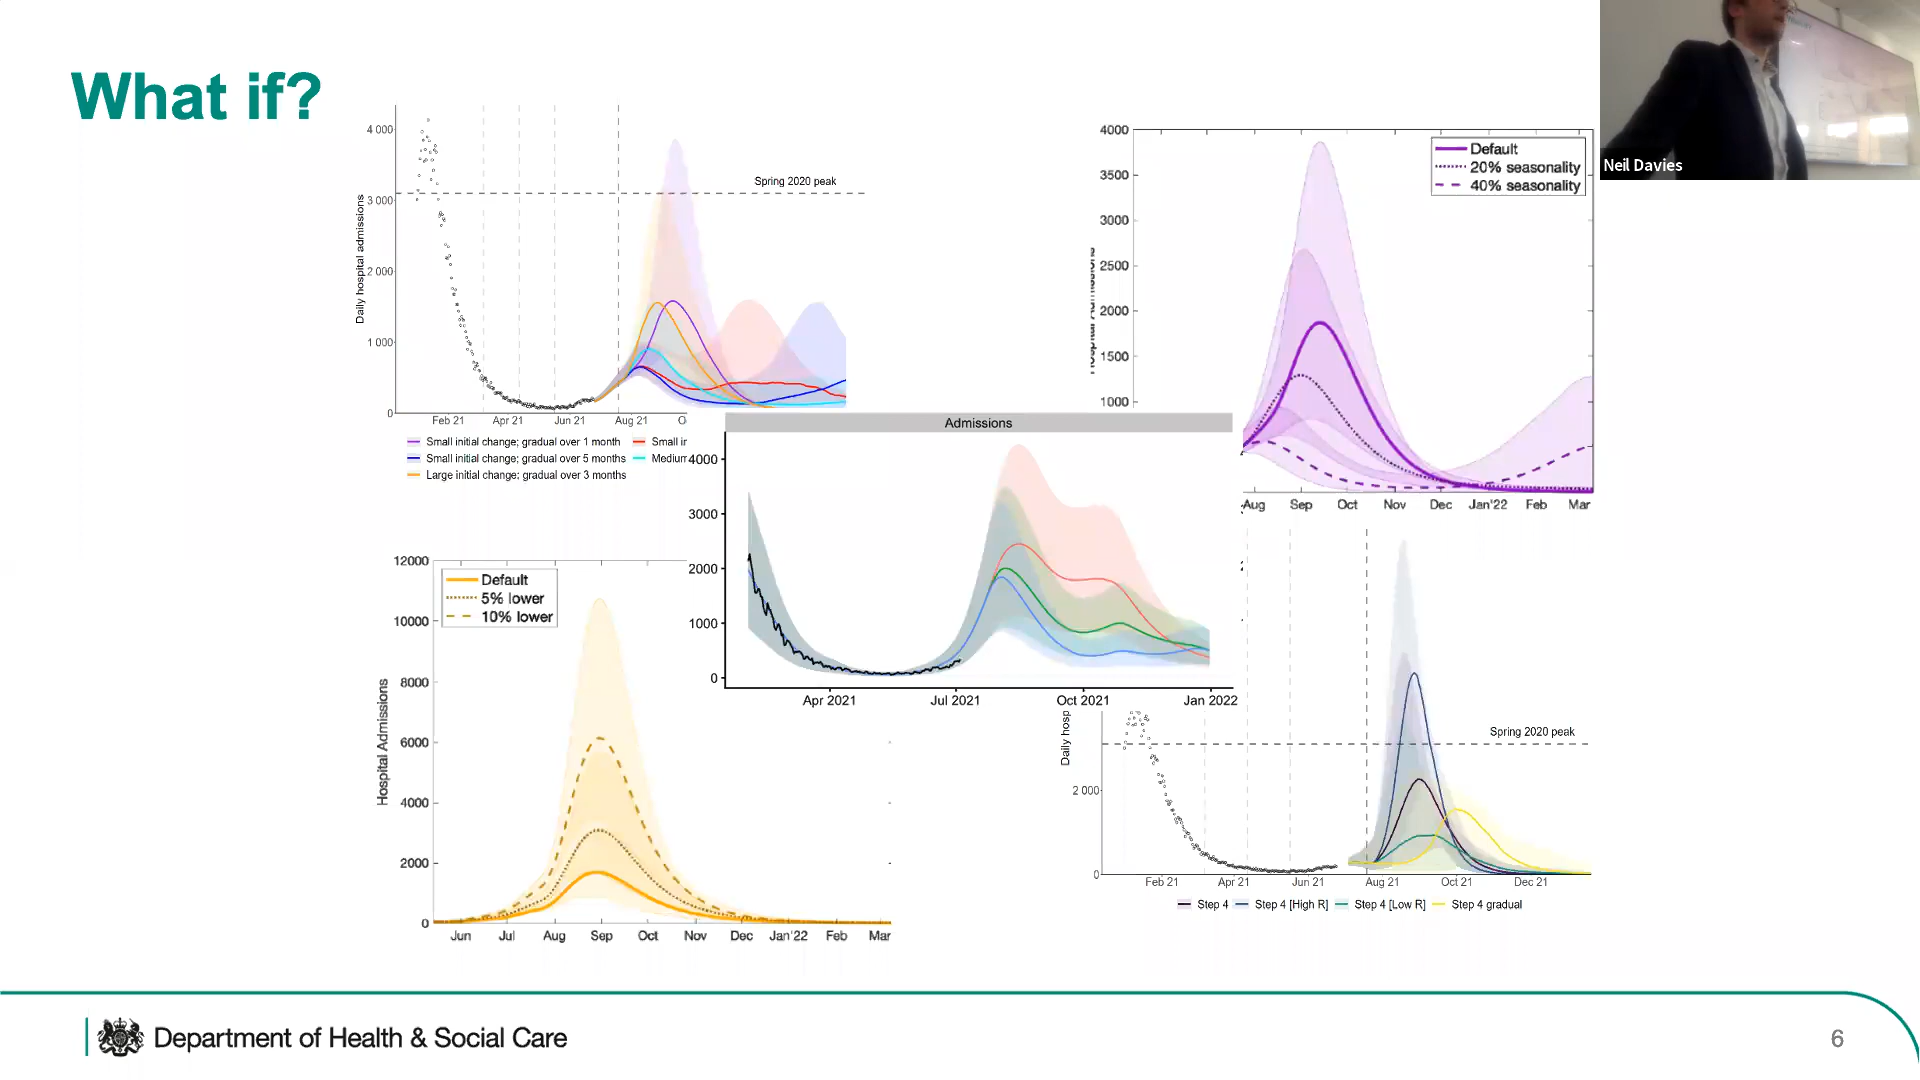 What if?
Neil Davies
4 000
3 000
2 000
1 000
0
Daily hospital admissions
Spring 2020 peak
Feb 21
Apr 21
Jun 21
Aug 21
Small initial change; gradual over 1 month
Small initial change; gradual over 5 months
Large initial change; gradual over 3 months
Small
Medium
4000
3500
3000
2500
2000
1500
1000
Default
20% seasonality
40% seasonality
Aug
Sep
Oct
Nov
Dec
Jan'22
Feb
Mar
Admissions
4000
3000
2000
1000
0
Apr 2021
Jul 2021
Oct 2021
Jan 2022
12000
10000
8000
6000
4000
2000
0
Hospital Admissions
Default
5% lower
10% lower
Jun
Jul
Aug
Sep
Oct
Nov
Dec
Jan'22
Feb
Mar
Daily hosp
2 000
0
Spring 2020 peak
Feb 21
Apr 21
Jun 21
Aug 21
Oct 21
Dec 21
Step 4
Step 4 [High R]
Step 4 [Low R]
Step 4 gradual
Department of Health & Social Care
6